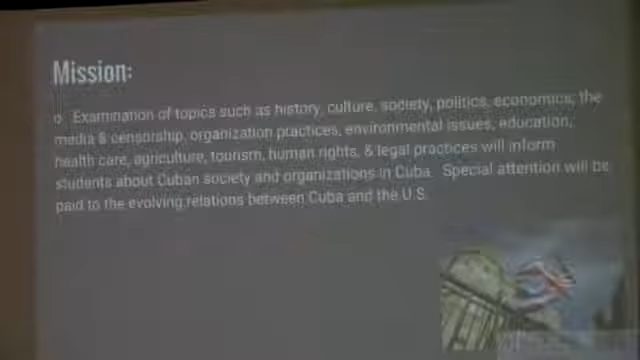 Mission:
o Examination of topics such as history, culture, society, politics, economics, the
media & censorship, organization practices, environmental issues, education,
health care, agriculture, tourism, human rights, & legal practices will inform
students about Cuban society and organizations in Cuba. Special attention will be
paid to the evolving relations between Cuba and the U.S.